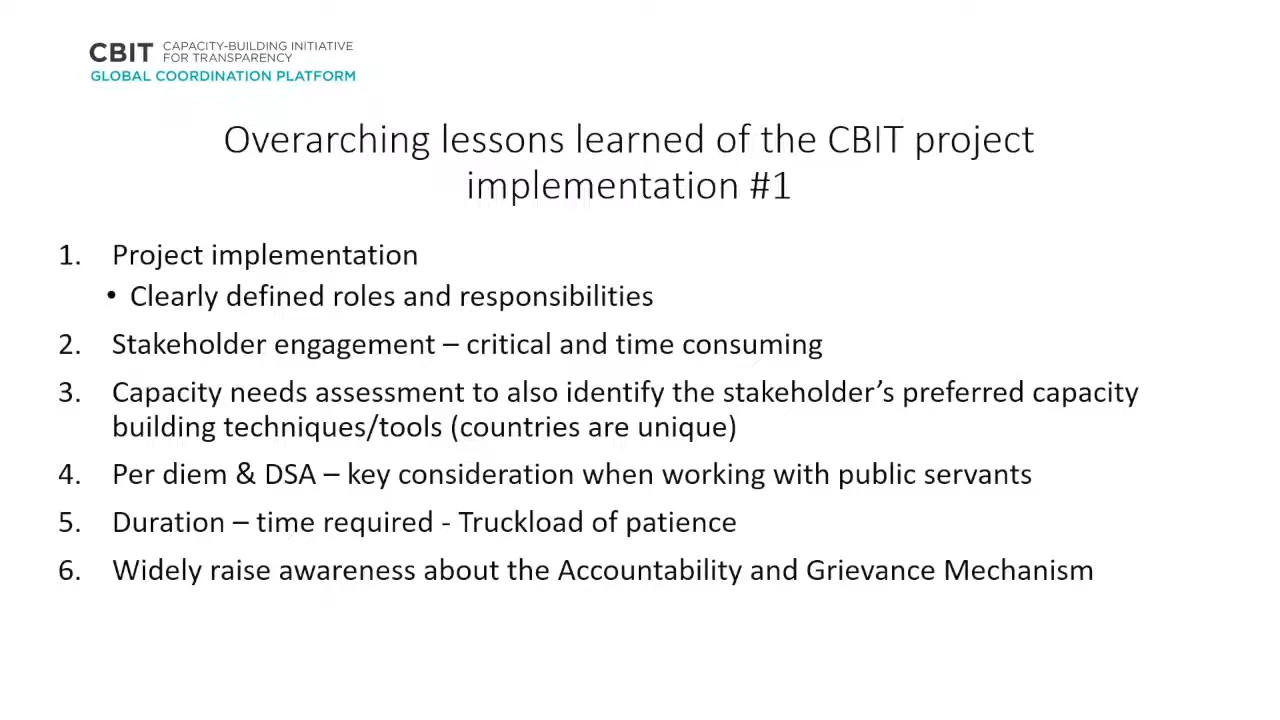 CBIT CAPACITY-BUILDING INITIATIVE
FOR TRANSPARENCY
GLOBAL COORDINATION PLATFORM
Overarching lessons learned of the CBIT project
implementation #1
1. Project implementation
• Clearly defined roles and responsibilities
2. Stakeholder engagement – critical and time consuming
3. Capacity needs assessment to also identify the stakeholder’s preferred capacity
building techniques/tools (countries are unique)
4. Per diem & DSA – key consideration when working with public servants
5. Duration – time required - Truckload of patience
6. Widely raise awareness about the Accountability and Grievance Mechanism